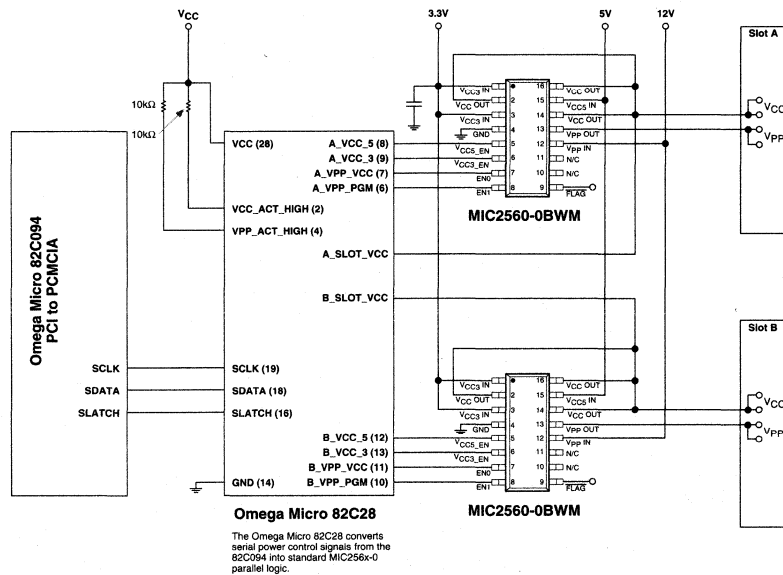 VCC
3.3V
5V
12V
Slot A
10kΩ
10kΩ
VCC
VPP
Omega Micro 82C094
PCI to PCMCIA
SCLK
SDATA
SLATCH
VCC (28)
VCC_ACT_HIGH (2)
VPP_ACT_HIGH (4)
SCLK (19)
SDATA (18)
SLATCH (16)
GND (14)
A_VCC_5 (8)
A_VCC_3 (9)
A_VPP_VCC (7)
A_VPP_PGM (6)
A_SLOT_VCC
B_SLOT_VCC
B_VCC_5 (12)
B_VCC_3 (13)
B_VPP_VCC (11)
B_VPP_PGM (10)
VCC3 IN 1 16 VCC OUT
VCC OUT 2 15 VCC5 IN
VCC3 IN 3 14 VCC OUT
GND 4 13 VPP OUT
VCC5_EN 5 12 VPP IN
VCC3_EN 6 11 N/C
EN0 7 10 N/C
EN1 8 9 FLAG
MIC2560-0BWM
Slot B
VCC
VPP
VCC3 IN 16 VCC OUT
VCC OUT 2 15 VCC5 IN
VCC3 IN 3 14 VCC OUT
GND 4 13 VPP OUT
VCC5_EN 5 12 VPP IN
VCC3_EN 6 11 N/C
EN0 7 10 N/C
EN1 8 9 FLAG
MIC2560-0BWM
Omega Micro 82C28
The Omega Micro 82C28 converts
serial power control signals from the
82C094 into standard MIC256x-0
parallel logic.